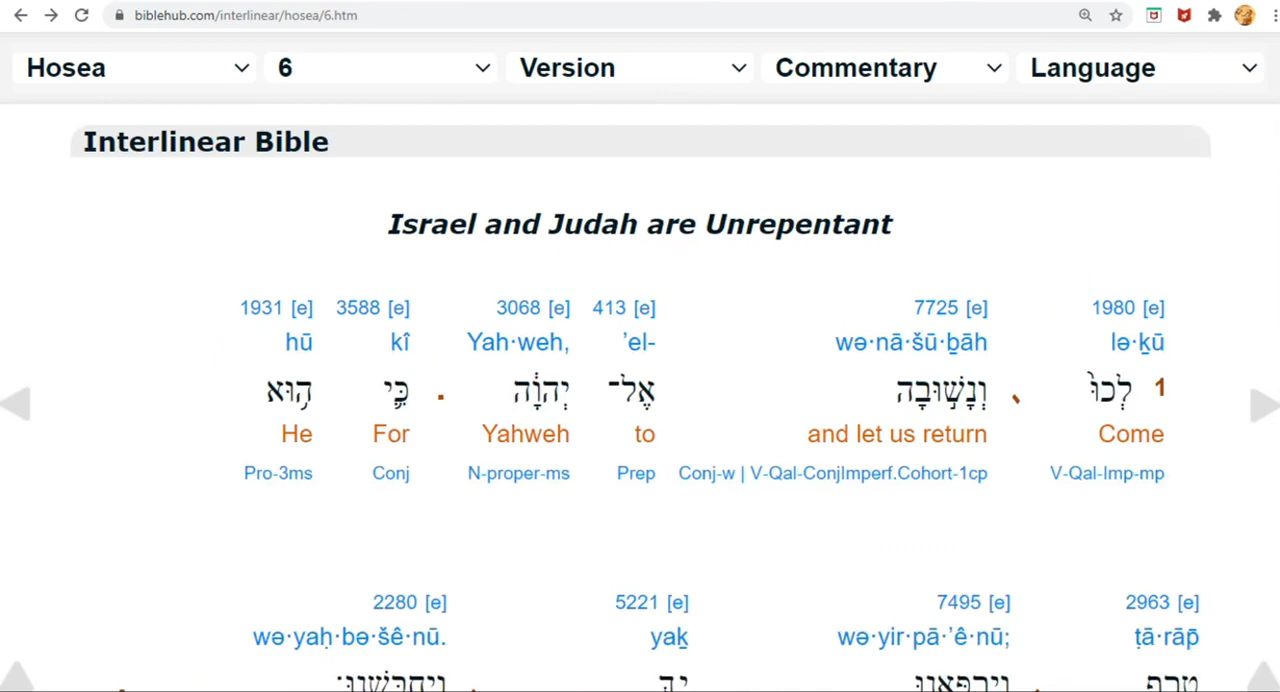 biblehub.com/interlinear/hosea/6.htm
Hosea 6 Version Commentary Language
Interlinear Bible
Israel and Judah are Unrepentant
1931 [e] 3588 [e] 3068 [e] 413 [e] 7725 [e] 1980 [e]
hū kî Yah·weh, ’el- wə·nā·šū·ḇāh lə·ḵū
1 לְכוּ֙ ، וְנָשׁ֣וּבָה אֶל־ יְהוָ֔ה . כִּ֛י ה֥וּא
He For Yahweh to and let us return Come
Pro-3ms Conj N-proper-ms Prep Conj-w | V-Qal-ConjImperf.Cohort-1cp V-Qal-Imp-mp
2280 [e] 5221 [e] 7495 [e] 2963 [e]
wə·yaḥ·bə·šê·nū. yaḵ wə·yir·pā·’ê·nū; ṭā·rāp̄